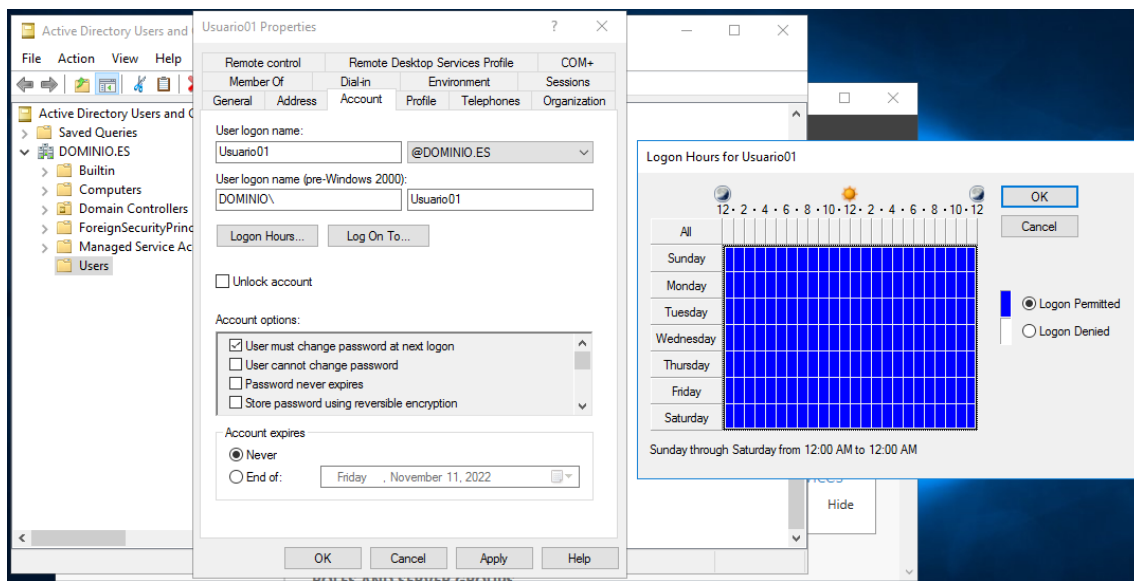 Active Directory Users and
File Action View Help
Active Directory Users and C
Saved Queries
DOMINIO.ES
Builtin
Computers
Domain Controllers
ForeignSecurityPrinc
Managed Service Ac
Users
Usuario01 Properties
?
Remote control Remote Desktop Services Profile COM+
Member Of Dial-in Environment Sessions
General Address Account Profile Telephones Organization
User logon name:
Usuario01 @DOMINIO.ES
User logon name (pre-Windows 2000):
DOMINIO\ Usuario01
Logon Hours... Log On To...
Unlock account
Account options:
User must change password at next logon
User cannot change password
Password never expires
Store password using reversible encryption
Account expires
Never
End of: Friday , November 11, 2022
OK Cancel Apply Help
Logon Hours for Usuario01
12 · 2 · 4 · 6 · 8 · 10 · 12 · 2 · 4 · 6 · 8 · 10 · 12
All
Sunday
Monday
Tuesday
Wednesday
Thursday
Friday
Saturday
OK
Cancel
Logon Permitted
Logon Denied
Sunday through Saturday from 12:00 AM to 12:00 AM
Hide
ROLES AND SERVER GROUPS